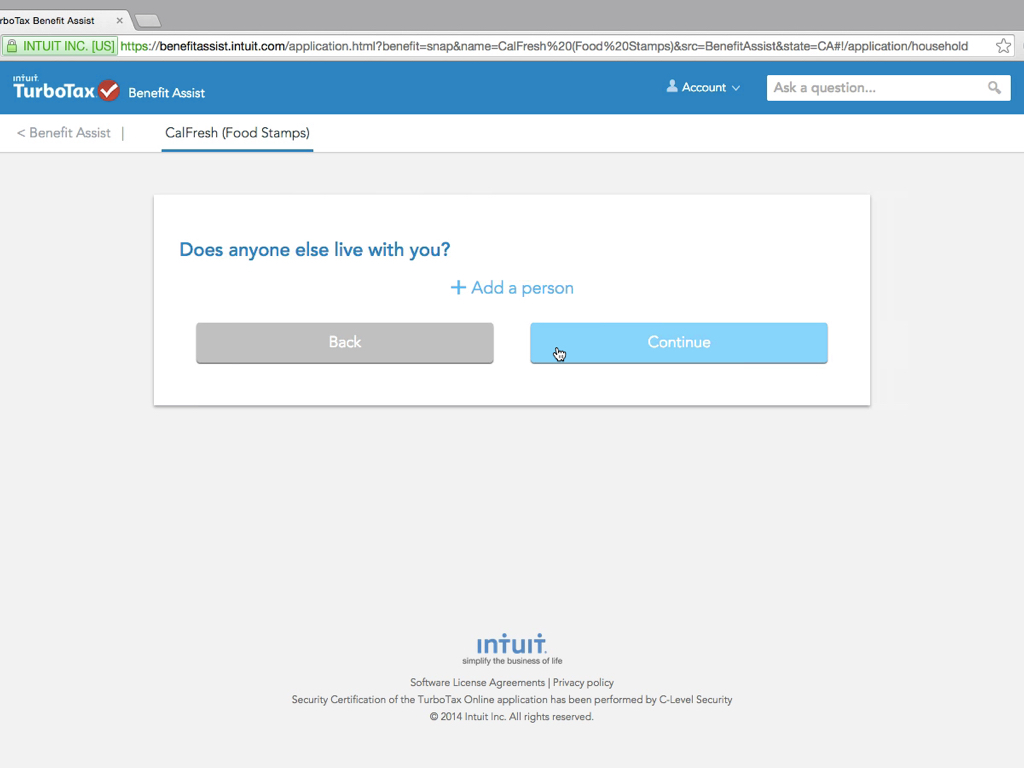 rboTax Benefit Assist
INTUIT INC. [US] https://benefitassist.intuit.com/application.html?benefit=snap&name=CalFresh%20(Food%20Stamps)&src=BenefitAssist&state=CA#!/application/household
intuit
TurboTax Benefit Assist
Account
Ask a question...
< Benefit Assist |
CalFresh (Food Stamps)
Does anyone else live with you?
+ Add a person
Back
Continue
intuit.
simplify the business of life
Software License Agreements | Privacy policy
Security Certification of the TurboTax Online application has been performed by C-Level Security
© 2014 Intuit Inc. All rights reserved.